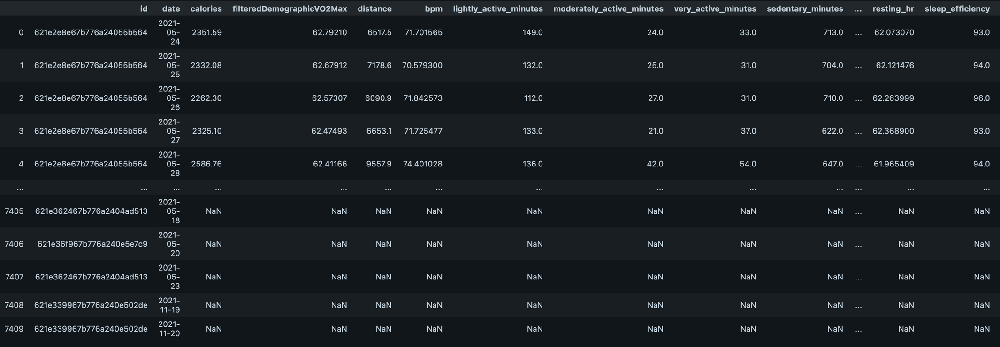 id date calories filteredDemographicVO2Max distance bpm lightly_active_minutes moderately_active_minutes very_active_minutes sedentary_minutes ... resting_hr sleep_efficiency
0 621e2e8e67b776a24055b564 2021-05-24 2351.59 62.79210 6517.5 71.701565 149.0 24.0 33.0 713.0 ... 62.073070 93.0
1 621e2e8e67b776a24055b564 2021-05-25 2332.08 62.67912 7178.6 70.579300 132.0 25.0 31.0 704.0 ... 62.121476 94.0
2 621e2e8e67b776a24055b564 2021-05-26 2262.30 62.57307 6090.9 71.842573 112.0 27.0 31.0 710.0 ... 62.263999 96.0
3 621e2e8e67b776a24055b564 2021-05-27 2325.10 62.47493 6653.1 71.725477 133.0 21.0 37.0 622.0 ... 62.368900 93.0
4 621e2e8e67b776a24055b564 2021-05-28 2586.76 62.41166 9557.9 74.401028 136.0 42.0 54.0 647.0 ... 61.965409 94.0
... ... ... ... ... ... ... ... ... ... ... ... ... ...
7405 621e362467b776a2404ad513 2021-05-18 NaN NaN NaN NaN NaN NaN NaN NaN ... NaN NaN
7406 621e36f967b776a240e5e7c9 2021-05-20 NaN NaN NaN NaN NaN NaN NaN NaN ... NaN NaN
7407 621e362467b776a2404ad513 2021-05-23 NaN NaN NaN NaN NaN NaN NaN NaN ... NaN NaN
7408 621e339967b776a240e502de 2021-11-19 NaN NaN NaN NaN NaN NaN NaN NaN ... NaN NaN
7409 621e339967b776a240e502de 2021-11-20 NaN NaN NaN NaN NaN NaN NaN NaN ... NaN NaN